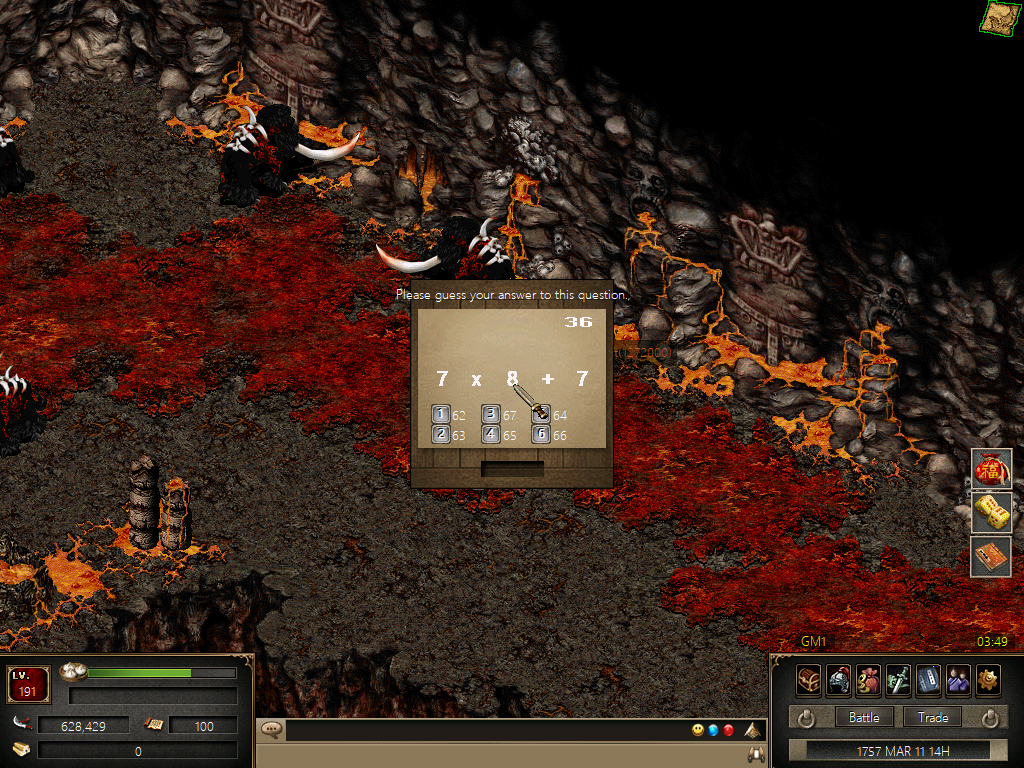 Please guess your answer to this question.
36
7 x 8 + 7
1 62 3 67 64
2 63 4 65 6 66
GM1 03:49
LV.
191
628,429 100
0
Battle Trade
1757 MAR 11 14H
福